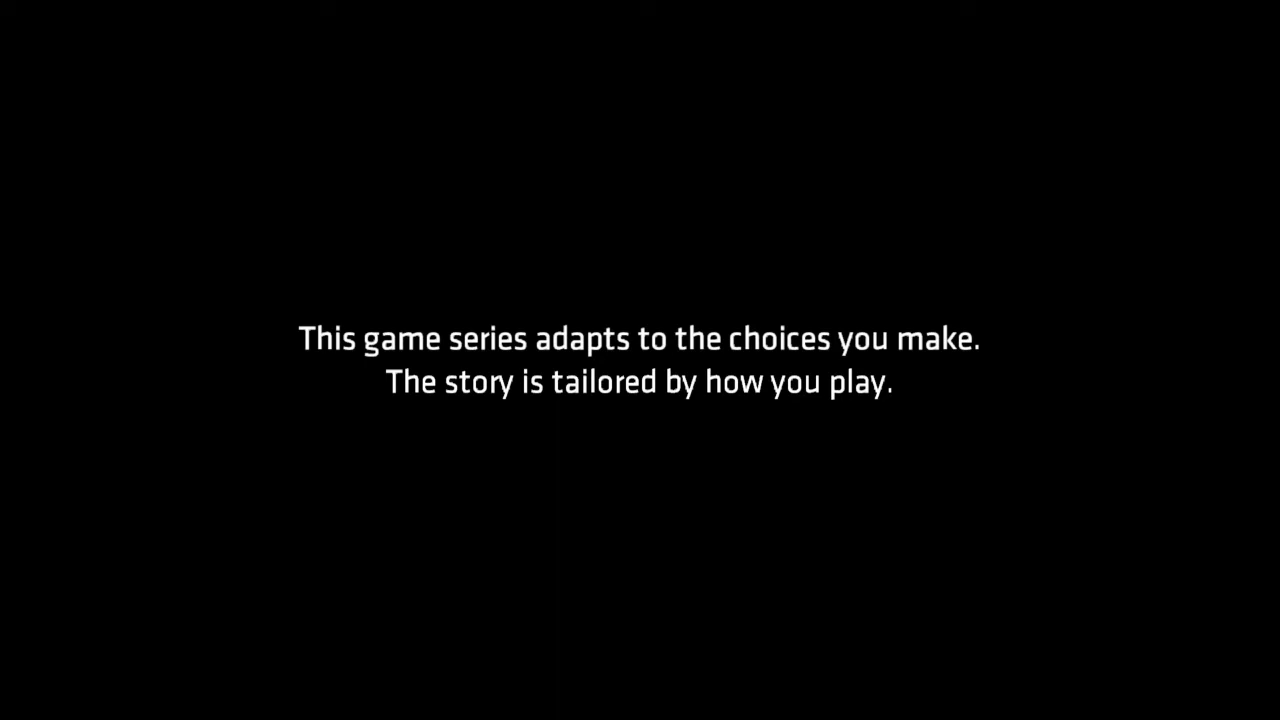 This game series adapts to the choices you make.
The story is tailored by how you play.